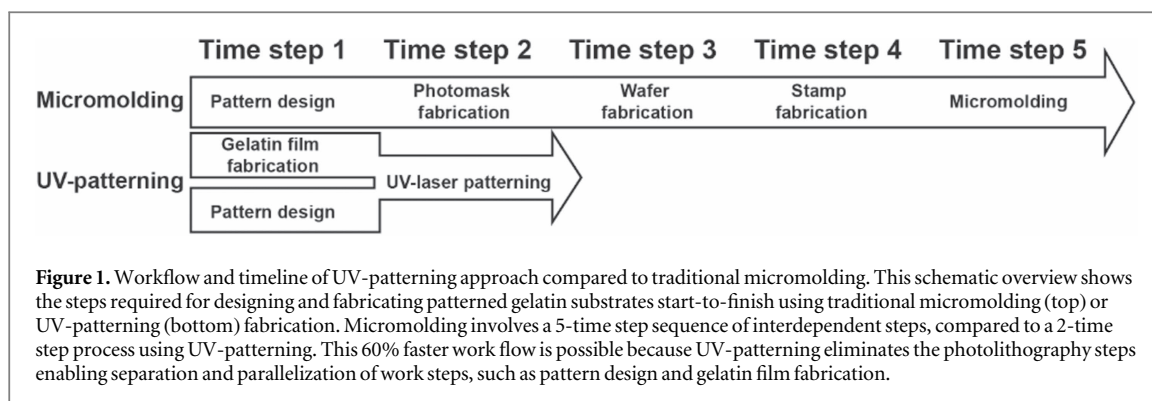 Time step 1 Time step 2 Time step 3 Time step 4 Time step 5
Micromolding Pattern design Photomask fabrication Wafer fabrication Stamp fabrication Micromolding
UV-patterning Gelatin film fabrication UV-laser patterning
Pattern design
Figure 1. Workflow and timeline of UV-patterning approach compared to traditional micromolding. This schematic overview shows
the steps required for designing and fabricating patterned gelatin substrates start-to-finish using traditional micromolding (top) or
UV-patterning (bottom) fabrication. Micromolding involves a 5-time step sequence of interdependent steps, compared to a 2-time
step process using UV-patterning. This 60% faster work flow is possible because UV-patterning eliminates the photolithography steps
enabling separation and parallelization of work steps, such as pattern design and gelatin film fabrication.